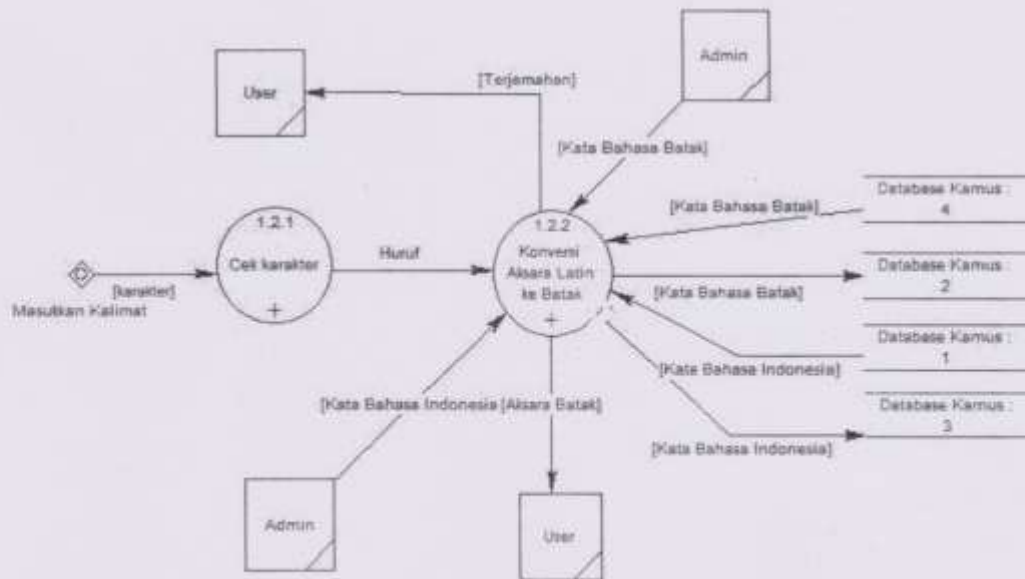 Admin
User
[Terjemahan]
[Kata Bahasa Batak]
Database Kamus :
4
[Kata Bahasa Batak]
1.2.1
Cek karakter
+
Huruf
1.2.2
Konversi
Aksara Latin
ke Batak
+
Database Kamus :
2
[Kata Bahasa Batak]
[karakter]
Masukkan Kalimat
Database Kamus :
1
[Kata Bahasa Indonesia]
Database Kamus :
3
[Kata Bahasa Indonesia]
[Kata Bahasa Indonesia]
[Aksara Batak]
Admin
User